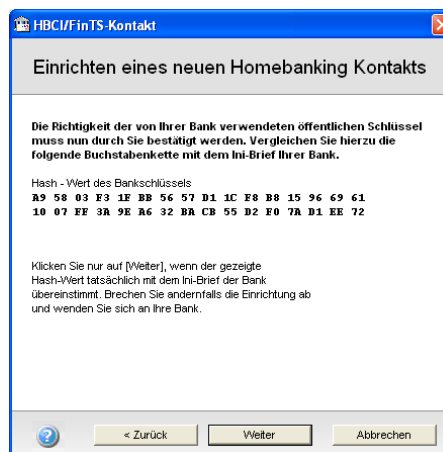 HBCI/FinTS-Kontakt
Einrichten eines neuen Homebanking Kontakts
Die Richtigkeit der von Ihrer Bank verwendeten öffentlichen Schlüssel
muss nun durch Sie bestätigt werden. Vergleichen Sie hierzu die
folgende Buchstabenkette mit dem Ini-Brief Ihrer Bank.
Hash - Wert des Bankschlüssels
A9 58 03 F3 1F BB 56 57 D1 1C F8 B8 15 96 69 61
10 07 FF 3A 9E A6 32 BA CB 55 D2 F0 7A D1 EE 72
Klicken Sie nur auf [Weiter], wenn der gezeigte
Hash-Wert tatsächlich mit dem Ini-Brief der Bank
übereinstimmt. Brechen Sie andernfalls die Einrichtung ab
und wenden Sie sich an Ihre Bank.
< Zurück
Weiter
Abbrechen